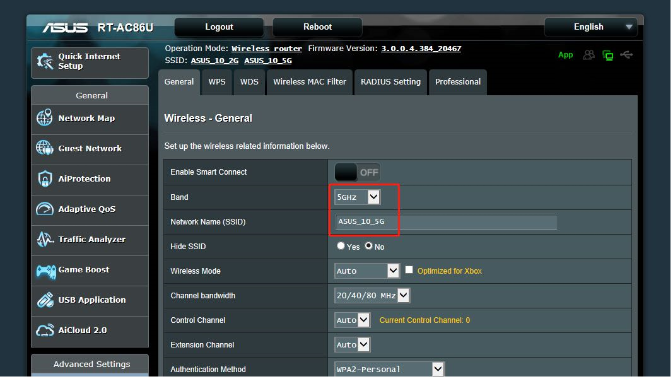 ASUS RT-AC86U Logout Reboot English
Operation Mode: Wireless router Firmware Version: 3.0.0.4.384_20467
SSID: ASUS_10_2G ASUS_10_5G
App
Quick Internet
Setup
General
Network Map
Guest Network
AiProtection
Adaptive QoS
Traffic Analyzer
Game Boost
USB Application
AiCloud 2.0
Advanced Settings
General WPS WDS Wireless MAC Filter RADIUS Setting Professional
Wireless - General
Set up the wireless related information below.
Enable Smart Connect OFF
Band 5GHz
Network Name (SSID) ASUS_10_5G
Hide SSID Yes No
Wireless Mode Auto Optimized for Xbox
Channel bandwidth 20/40/80 MHz
Control Channel Auto Current Control Channel: 0
Extension Channel Auto
Authentication Method WPA2-Personal